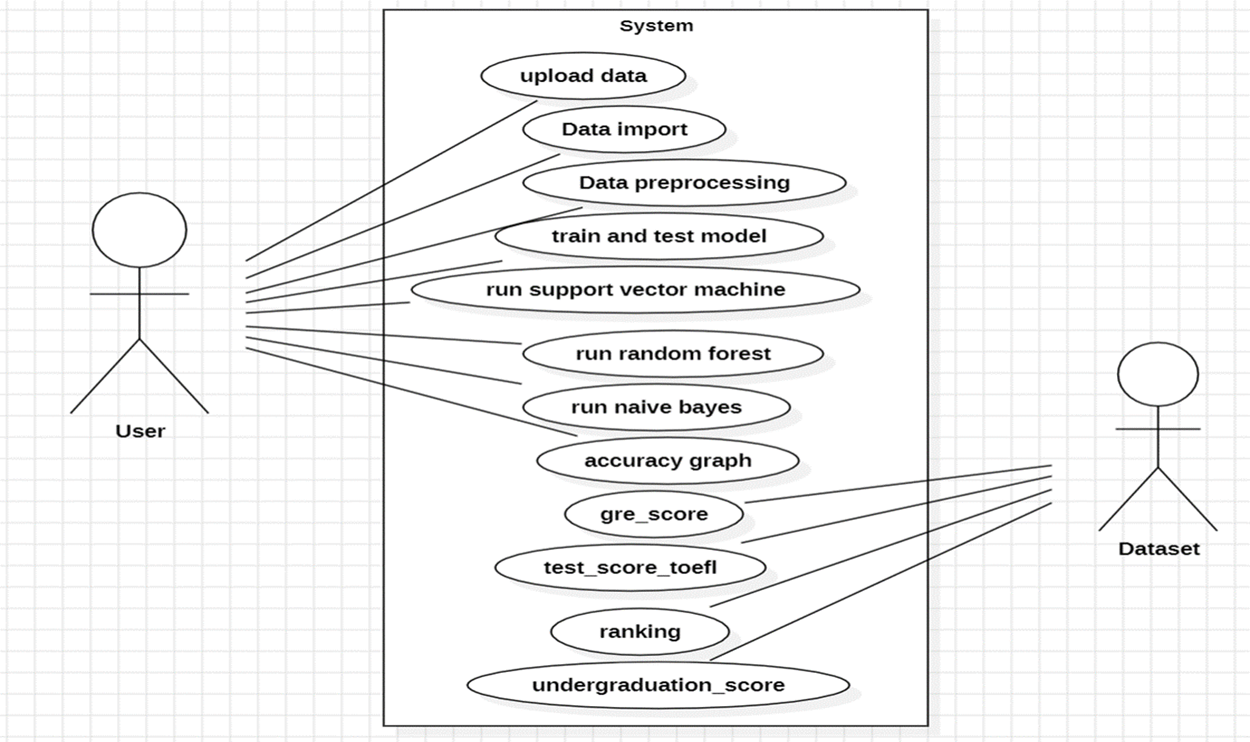 System
upload data
Data import
Data preprocessing
train and test model
run support vector machine
run random forest
run naive bayes
accuracy graph
gre_score
test_score_toefl
ranking
undergraduation_score
User
Dataset